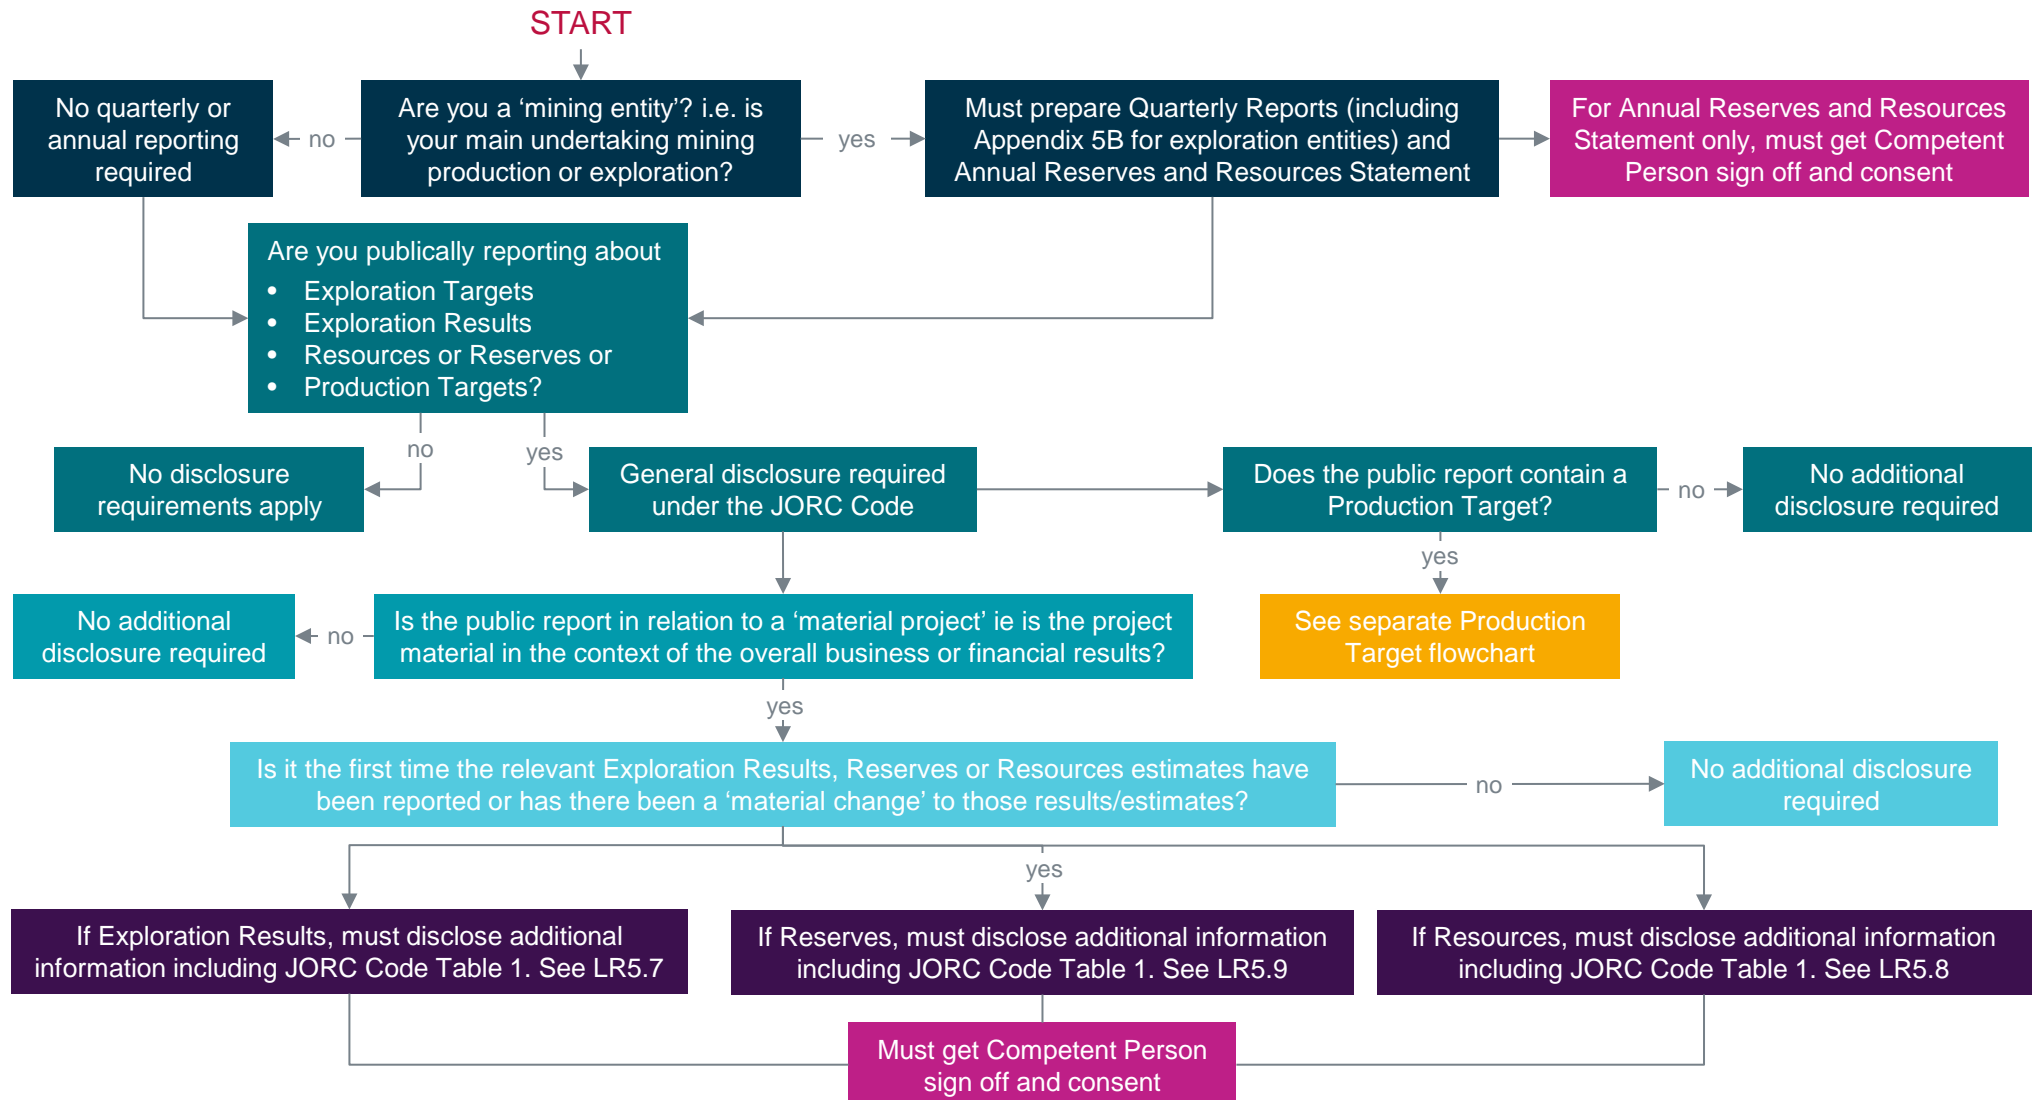 START
No quarterly or
annual reporting
required
no
Are you a ‘mining entity’? i.e. is
your main undertaking mining
production or exploration?
yes
Must prepare Quarterly Reports (including
Appendix 5B for exploration entities) and
Annual Reserves and Resources Statement
For Annual Reserves and Resources
Statement only, must get Competent
Person sign off and consent
Are you publically reporting about
• Exploration Targets
• Exploration Results
• Resources or Reserves or
• Production Targets?
no
yes
No disclosure
requirements apply
General disclosure required
under the JORC Code
Does the public report contain a
Production Target?
no
No additional
disclosure required
yes
No additional
disclosure required
no
Is the public report in relation to a ‘material project’ ie is the project
material in the context of the overall business or financial results?
See separate Production
Target flowchart
yes
Is it the first time the relevant Exploration Results, Reserves or Resources estimates have
been reported or has there been a ‘material change’ to those results/estimates?
no
No additional disclosure
required
yes
If Exploration Results, must disclose additional
information including JORC Code Table 1. See LR5.7
If Reserves, must disclose additional information
including JORC Code Table 1. See LR5.9
If Resources, must disclose additional information
including JORC Code Table 1. See LR5.8
Must get Competent Person
sign off and consent